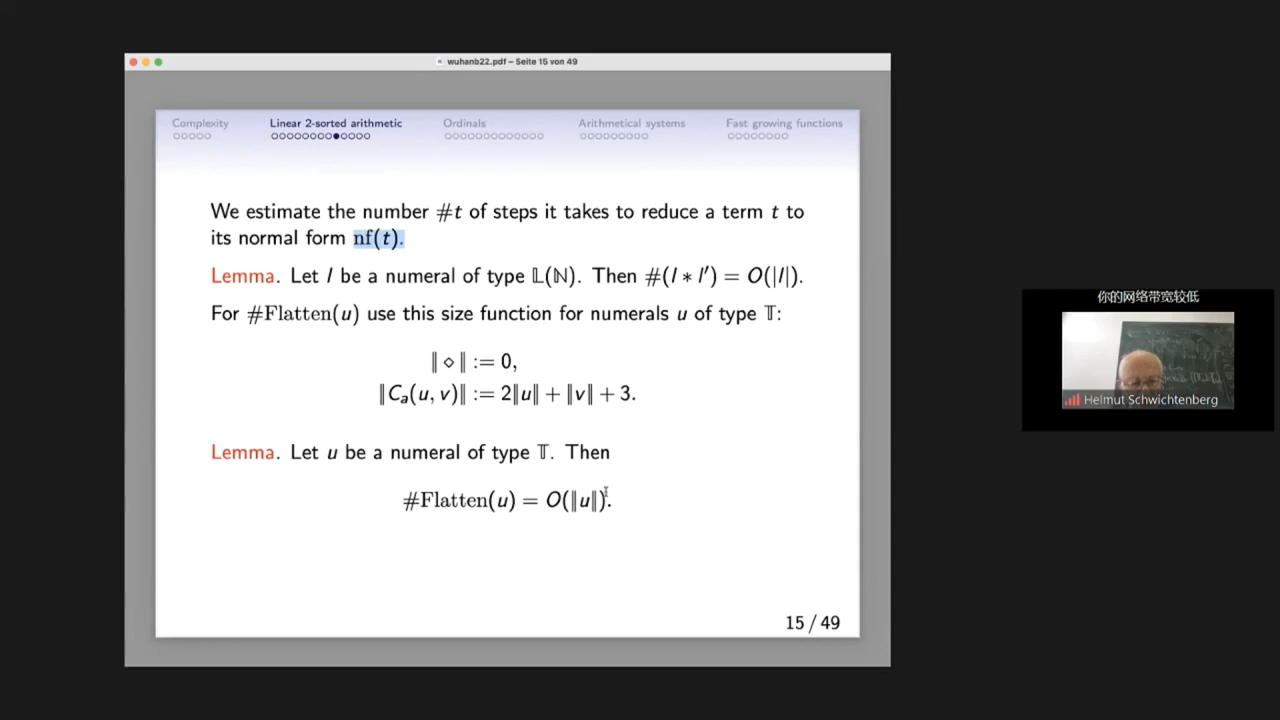 wuhanb22.pdf – Seite 15 von 49
Complexity Linear 2-sorted arithmetic Ordinals Arithmetical systems Fast growing functions
We estimate the number #t of steps it takes to reduce a term t to
its normal form nf(t).
Lemma. Let l be a numeral of type 𝕃(ℕ). Then #(l ∗ l′) = O(|l|).
For #Flatten(u) use this size function for numerals u of type 𝕋:
‖⋄‖ := 0,
‖Cₐ(u, v)‖ := 2‖u‖ + ‖v‖ + 3.
Lemma. Let u be a numeral of type 𝕋. Then
#Flatten(u) = O(‖u‖).
15 / 49
你的网络带宽较低
Helmut Schwichtenberg